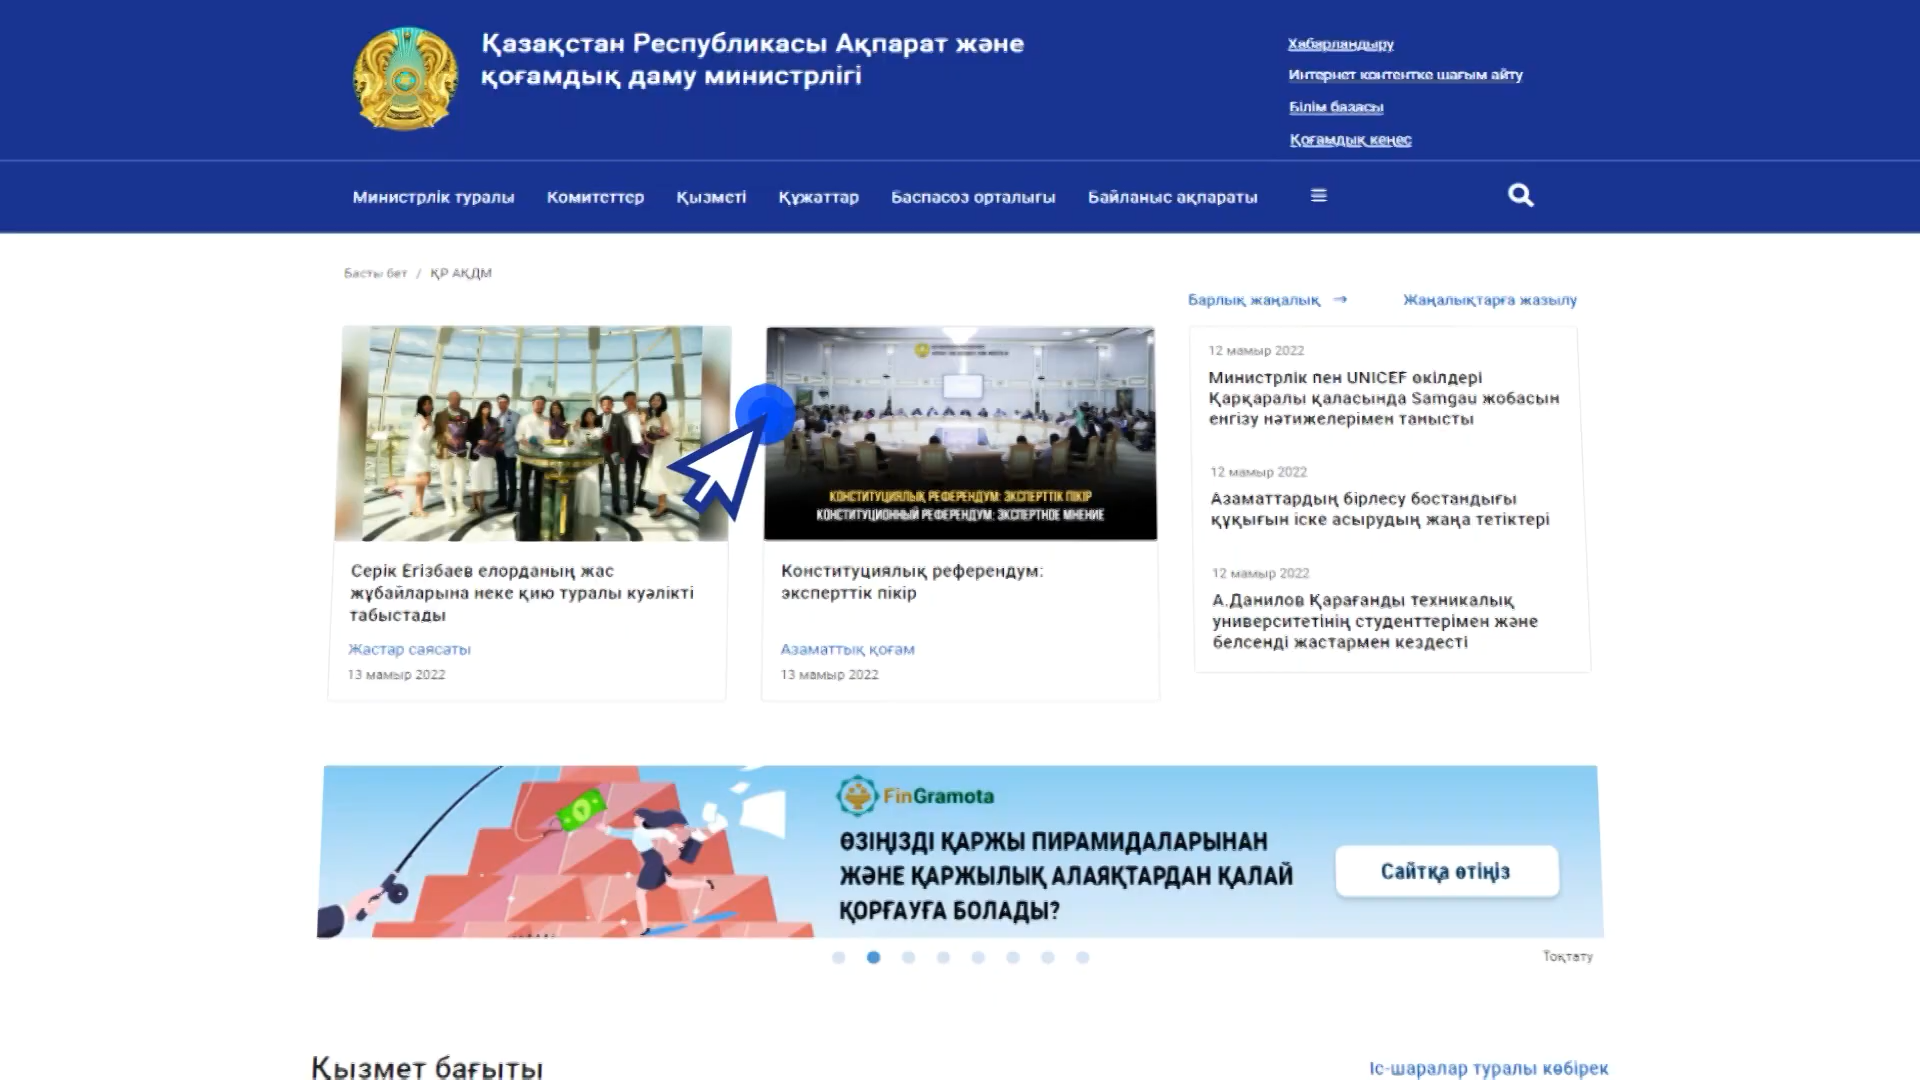 Қазақстан Республикасы Ақпарат және
қоғамдық даму министрлігі
Хабарландыру
Интернет контентке шағым айту
Білім базасы
Қоғамдық кеңес
Министрлік туралы
Комитеттер
Қызметі
Құжаттар
Баспасөз орталығы
Байланыс ақпараты
Басты бет / ҚР АҚДМ
Барлық жаңалық →
Жаңалықтарға жазылу
КОНСТИТУЦИЯЛЫҚ РЕФЕРЕНДУМ: ЭКСПЕРТТІК ПІКІР
КОНСТИТУЦИОННЫЙ РЕФЕРЕНДУМ: ЭКСПЕРТНОЕ МНЕНИЕ
Серік Егізбаев елорданың жас
жұбайларына неке қию туралы куәлікті
табыстады
Жастар саясаты
13 мамыр 2022
Конституциялық референдум:
эксперттік пікір
Азаматтық қоғам
13 мамыр 2022
12 мамыр 2022
Министрлік пен UNICEF өкілдері
Қарқаралы қаласында Samgau жобасын
енгізу нәтижелерімен танысты
12 мамыр 2022
Азаматтардың бірлесу бостандығы
құқығын іске асырудың жаңа тетіктері
12 мамыр 2022
А.Данилов Қарағанды техникалық
университетінің студенттерімен және
белсенді жастармен кездесті
FinGramota
ӨЗІҢІЗДІ ҚАРЖЫ ПИРАМИДАЛАРЫНАН
ЖӘНЕ ҚАРЖЫЛЫҚ АЛАЯҚТАРДАН ҚАЛАЙ
ҚОРҒАУҒА БОЛАДЫ?
Сайтқа өтіңіз
Тоқтату
Қызмет бағыты
Іс-шаралар туралы көбірек